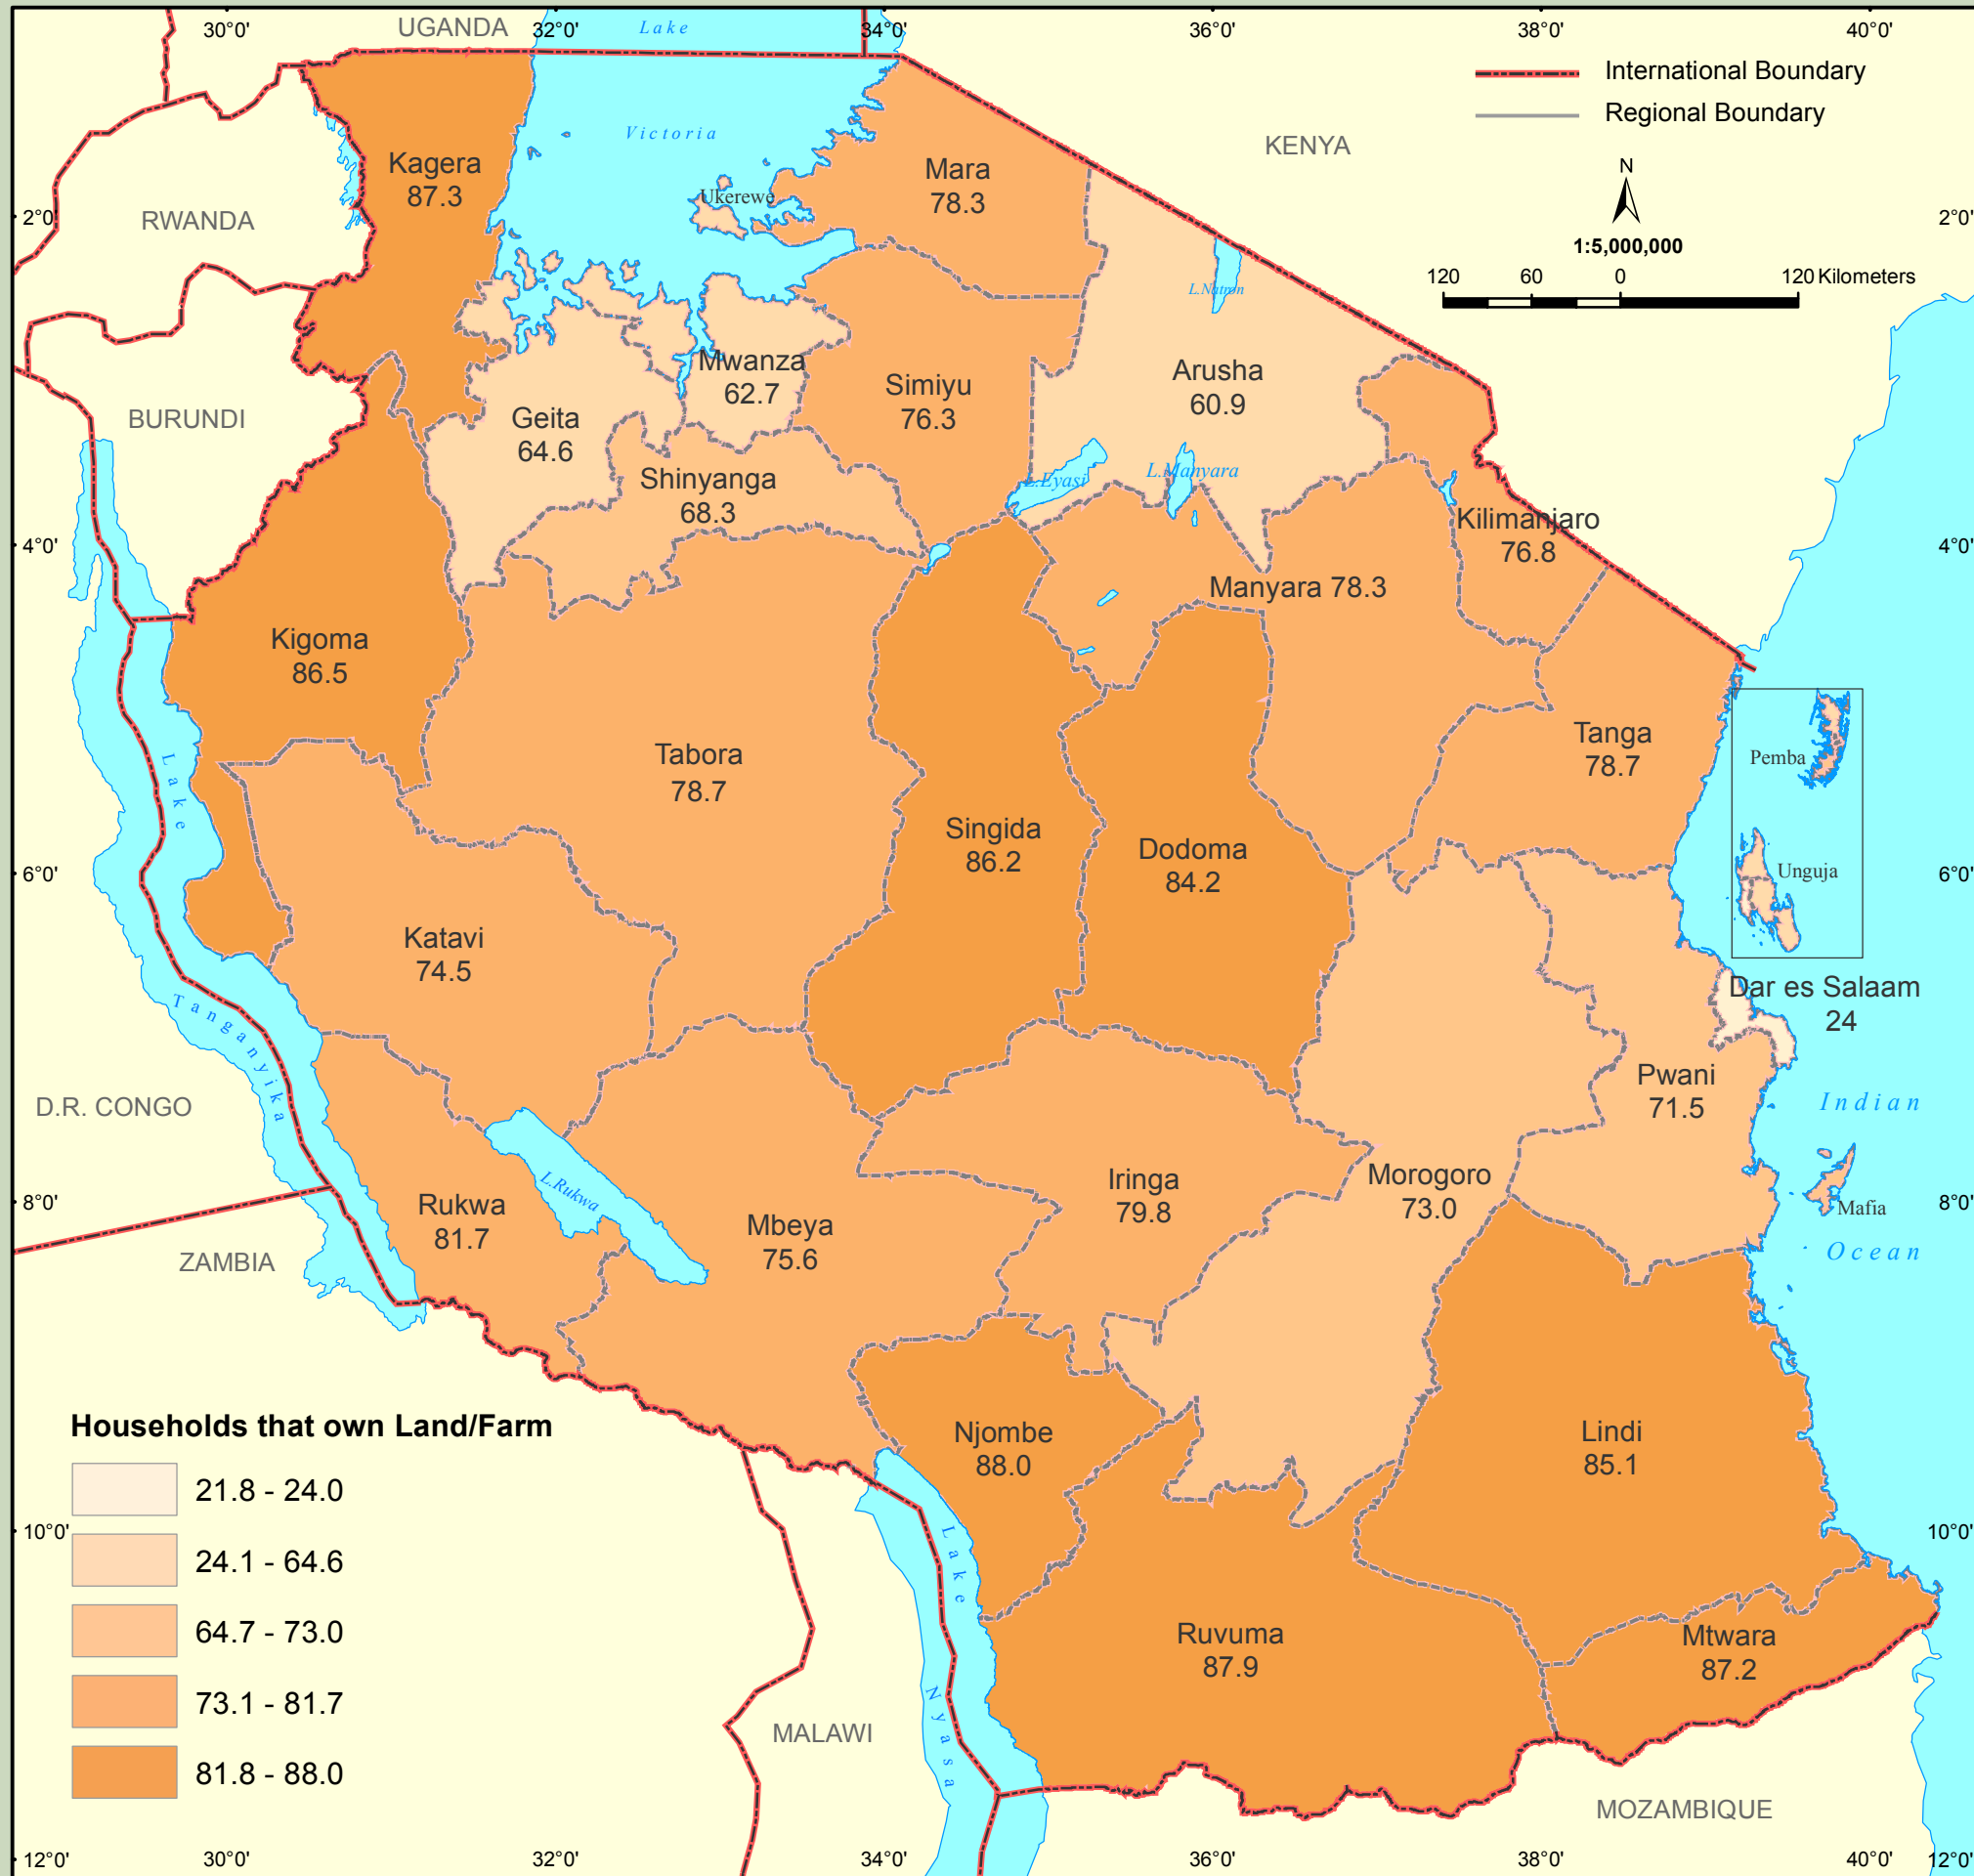 30°0' 32°0' 34°0' 36°0' 38°0' 40°0'
UGANDA
Lake
Victoria
International Boundary
Regional Boundary
KENYA
N
1:5,000,000
120 60 0 120 Kilometers
2°0' 2°0'
Kagera
87.3
Mara
78.3
Ukerewe
RWANDA
L.Natron
BURUNDI
Mwanza
62.7
Geita
64.6
Simiyu
76.3
Arusha
60.9
Shinyanga
68.3
L.Eyasi
L.Manyara
Kilimanjaro
76.8
4°0' 4°0'
Manyara 78.3
Kigoma
86.5
Tabora
78.7
Tanga
78.7
Pemba
Singida
86.2
Dodoma
84.2
Unguja
6°0' 6°0'
Katavi
74.5
Lake
Tanganyika
Dar es Salaam
24
Pwani
71.5
D.R. CONGO
Indian
Ocean
L.Rukwa
Rukwa
81.7
Mbeya
75.6
Iringa
79.8
Morogoro
73.0
Mafia
8°0' 8°0'
ZAMBIA
Households that own Land/Farm
21.8 - 24.0
24.1 - 64.6
64.7 - 73.0
73.1 - 81.7
81.8 - 88.0
Njombe
88.0
Lindi
85.1
10°0' 10°0'
Lake
Nyasa
Ruvuma
87.9
Mtwara
87.2
MALAWI
MOZAMBIQUE
12°0' 12°0'
30°0' 32°0' 34°0' 36°0' 38°0' 40°0'